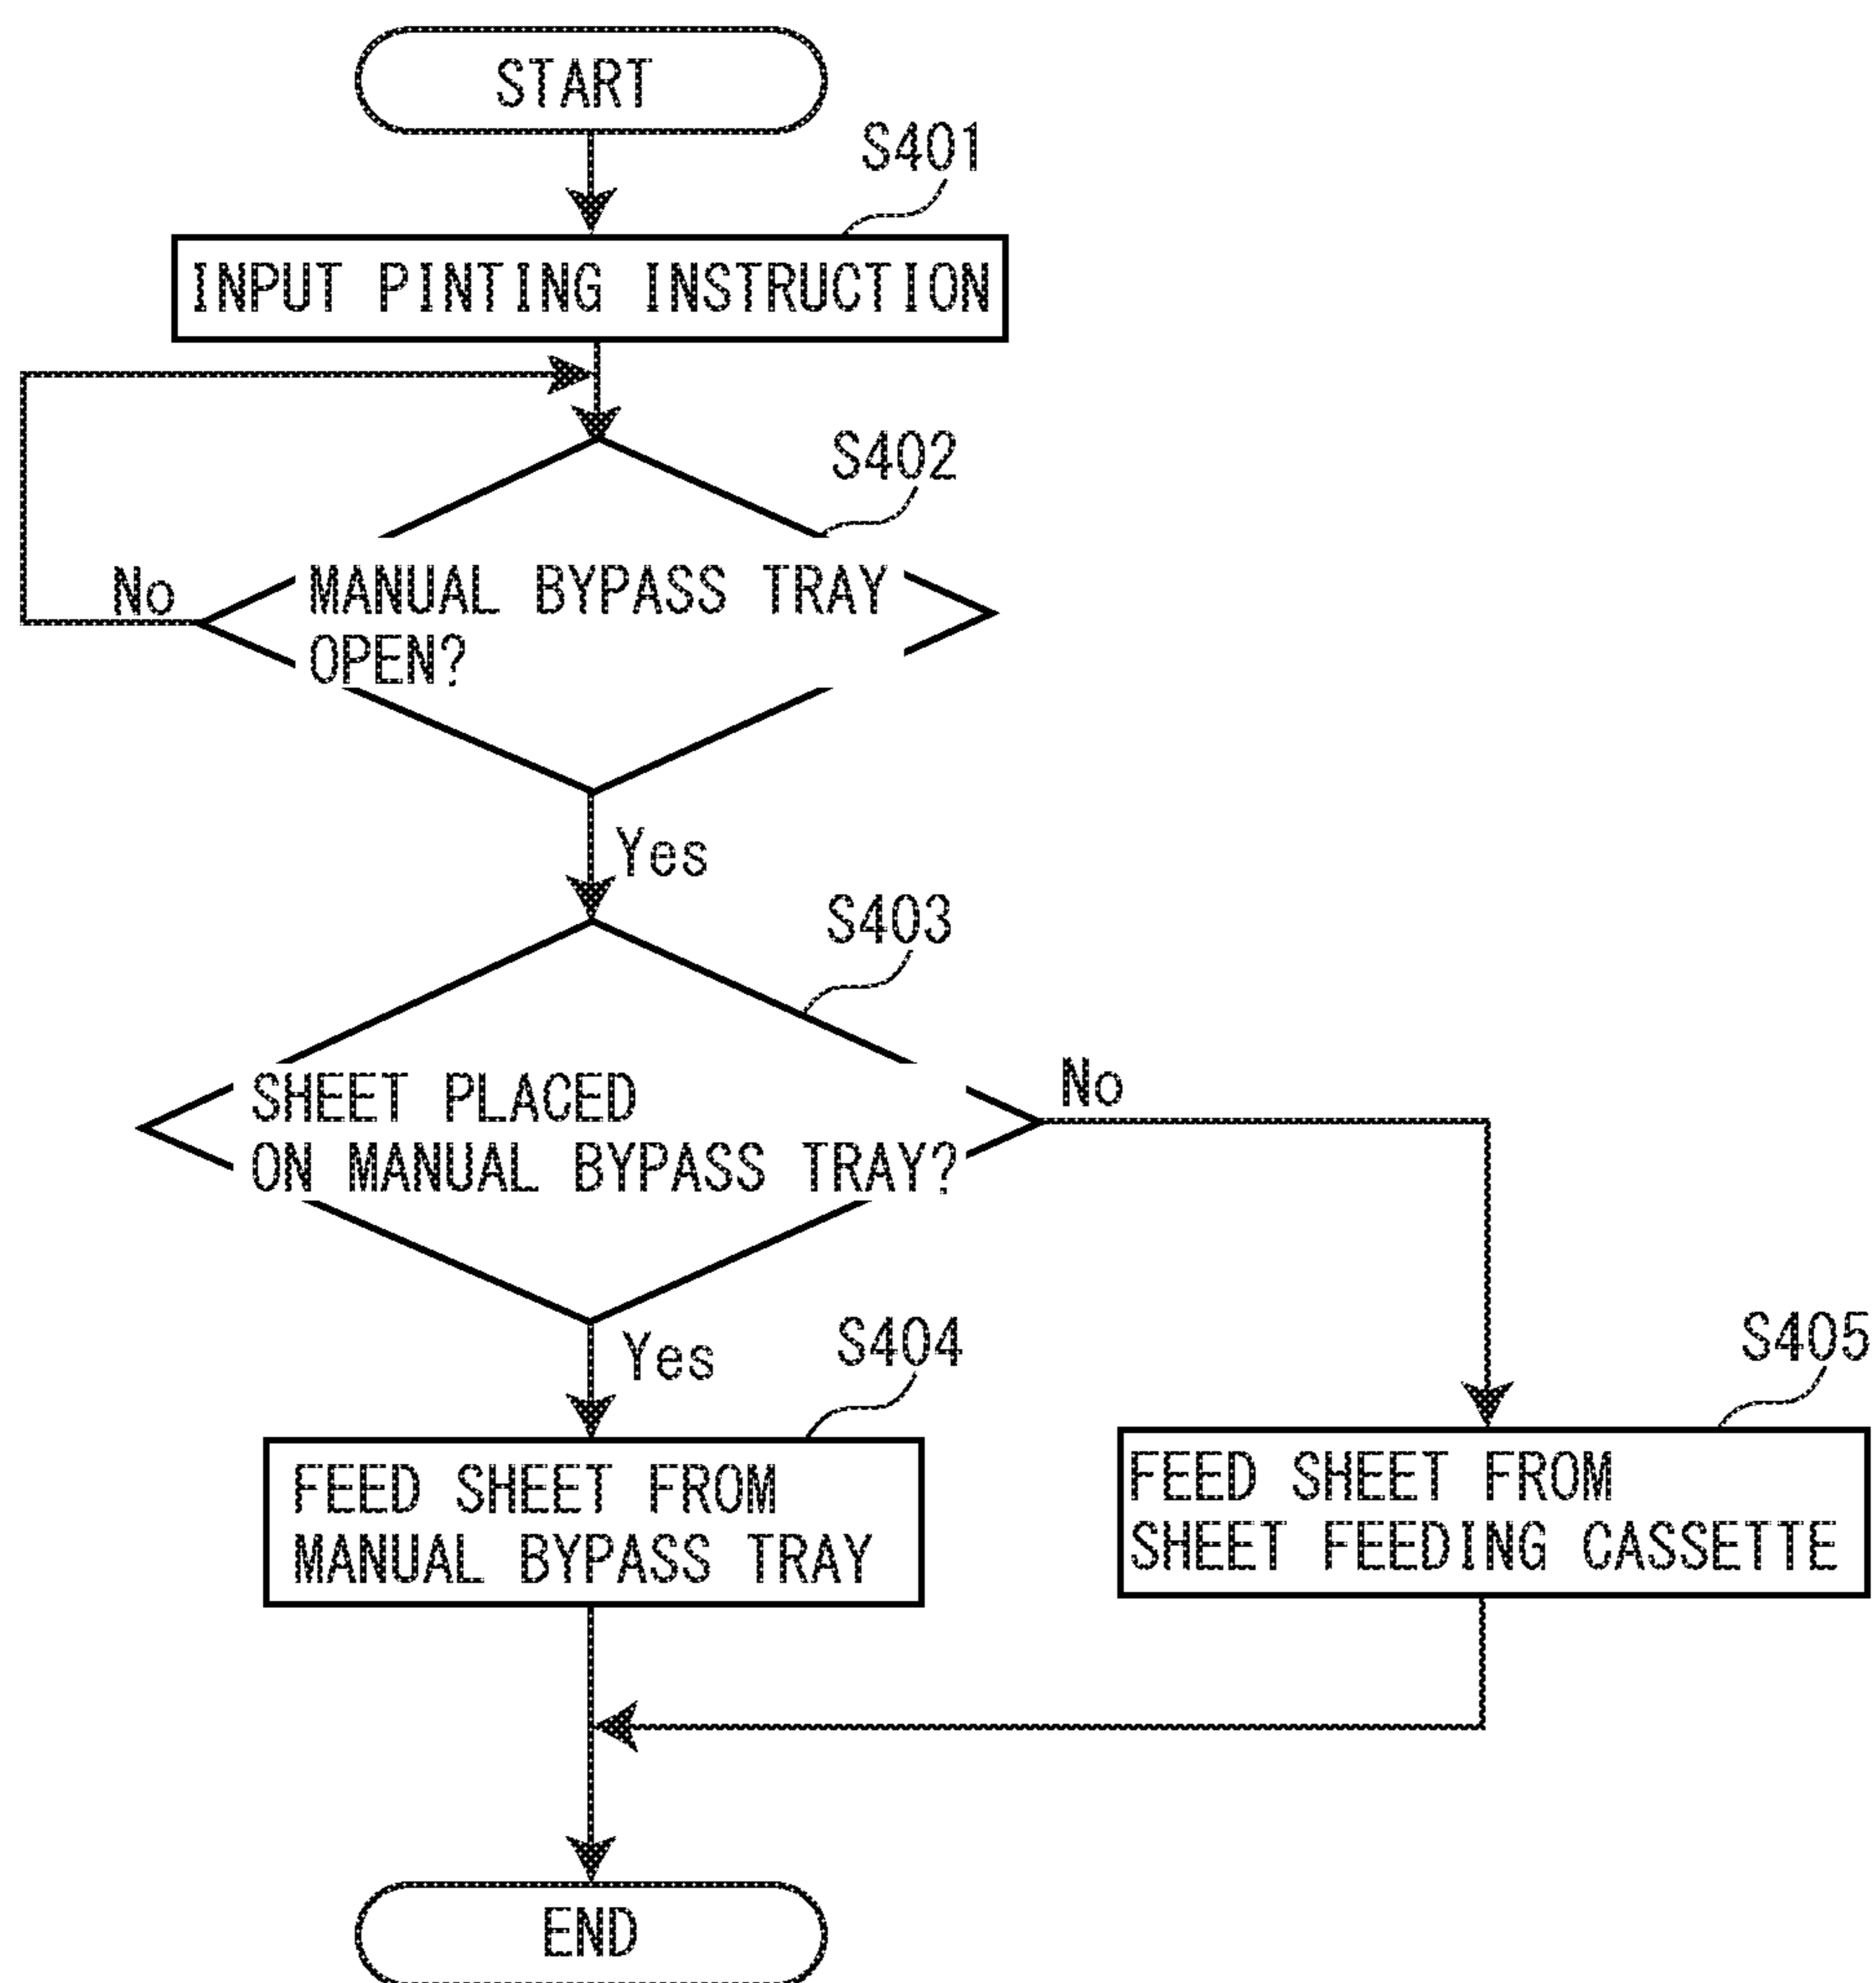 START
S401
INPUT PINTING INSTRUCTION
S402
No
MANUAL BYPASS TRAY
OPEN?
Yes
S403
SHEET PLACED
ON MANUAL BYPASS TRAY?
No
Yes
S404
S405
FEED SHEET FROM
MANUAL BYPASS TRAY
FEED SHEET FROM
SHEET FEEDING CASSETTE
END